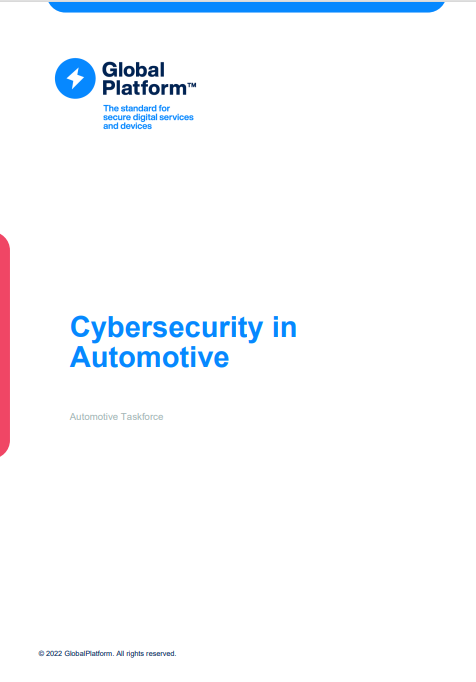 Global
Platform™
The standard for
secure digital services
and devices
Cybersecurity in
Automotive
Automotive Taskforce
© 2022 GlobalPlatform. All rights reserved.